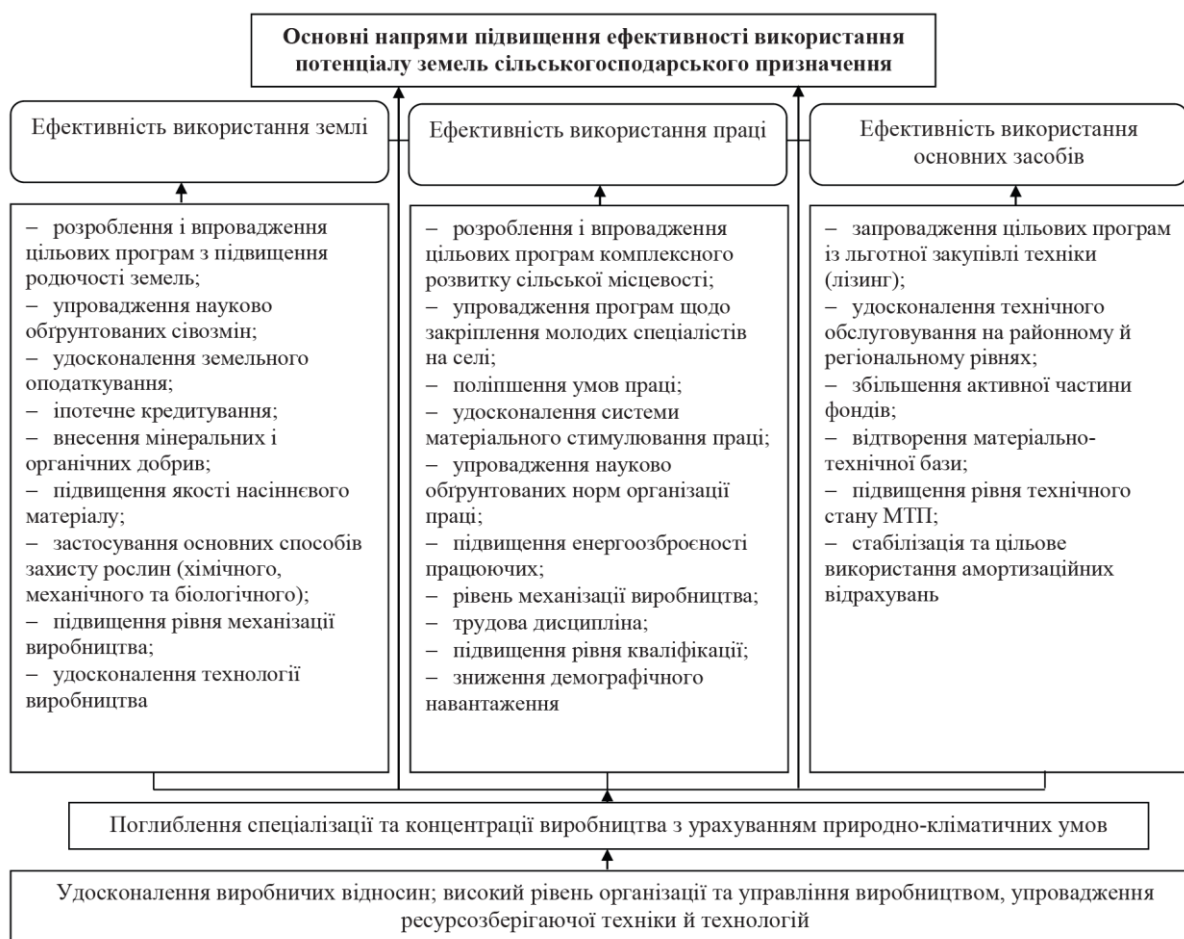 Основні напрями підвищення ефективності використання
потенціалу земель сільськогосподарського призначення
Ефективність використання землі
Ефективність використання праці
Ефективність використання
основних засобів
– розроблення і впровадження
цільових програм з підвищення
родючості земель;
– упровадження науково
обґрунтованих сівозмін;
– удосконалення земельного
оподаткування;
– іпотечне кредитування;
– внесення мінеральних і
органічних добрив;
– підвищення якості насіннєвого
матеріалу;
– застосування основних способів
захисту рослин (хімічного,
механічного та біологічного);
– підвищення рівня механізації
виробництва;
– удосконалення технології
виробництва
– розроблення і впровадження
цільових програм комплексного
розвитку сільської місцевості;
– упровадження програм щодо
закріплення молодих спеціалістів
на селі;
– поліпшення умов праці;
– удосконалення системи
матеріального стимулювання праці;
– упровадження науково
обґрунтованих норм організації
праці;
– підвищення енергоозброєності
працюючих;
– рівень механізації виробництва;
– трудова дисципліна;
– підвищення рівня кваліфікації;
– зниження демографічного
навантаження
– запровадження цільових програм
із льготної закупівлі техніки
(лізинг);
– удосконалення технічного
обслуговування на районному й
регіональному рівнях;
– збільшення активної частини
фондів;
– відтворення матеріально-
технічної бази;
– підвищення рівня технічного
стану МТП;
– стабілізація та цільове
використання амортизаційних
відрахувань
Поглиблення спеціалізації та концентрації виробництва з урахуванням природно-кліматичних умов
Удосконалення виробничих відносин; високий рівень організації та управління виробництвом, упровадження
ресурсозберігаючої техніки й технологій